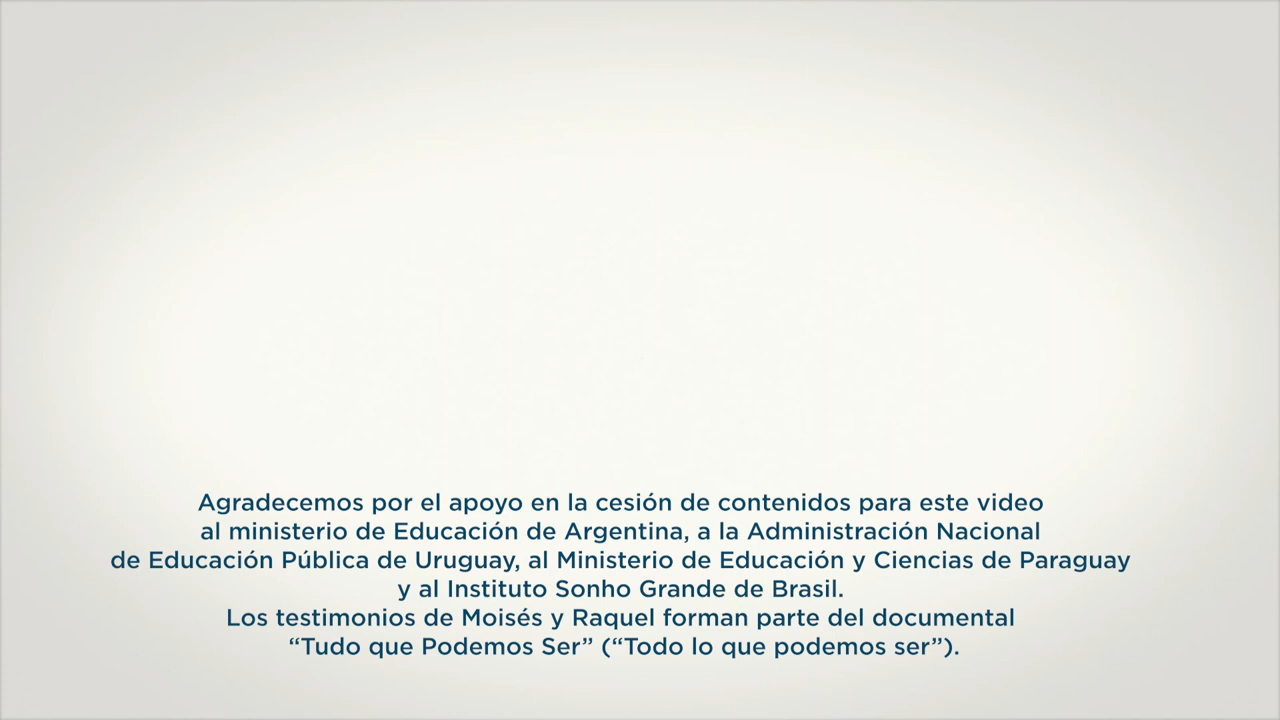 Agradecemos por el apoyo en la cesión de contenidos para este video
al ministerio de Educación de Argentina, a la Administración Nacional
de Educación Pública de Uruguay, al Ministerio de Educación y Ciencias de Paraguay
y al Instituto Sonho Grande de Brasil.
Los testimonios de Moisés y Raquel forman parte del documental
“Tudo que Podemos Ser” (“Todo lo que podemos ser”).